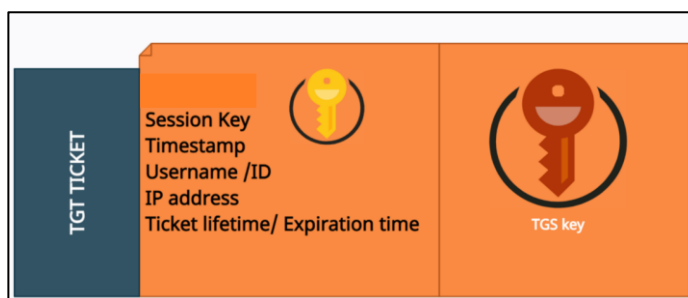 TGT TICKET
Session Key
Timestamp
Username /ID
IP address
Ticket lifetime/ Expiration time
TGS key